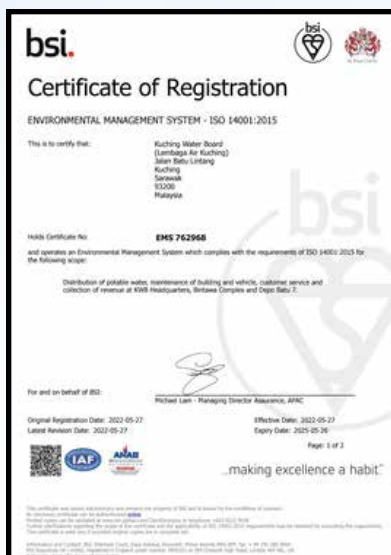 bsi.
By Royal Charter
Certificate of Registration
ENVIRONMENTAL MANAGEMENT SYSTEM - ISO 14001:2015
This is to certify that:
Kuching Water Board
(Lembaga Air Kuching)
Jalan Batu Lintang
Kuching
Sarawak
93200
Malaysia
Holds Certificate No:
EMS 762968
and operates an Environmental Management System which complies with the requirements of ISO 14001:2015 for
the following scope:
Distribution of potable water, maintenance of building and vehicle, customer service and
collection of revenue at KWB Headquarters, Bintawa Complex and Depo Batu 7.
bsi
For and on behalf of BSI:
Michael Lam - Managing Director Assurance, APAC
Original Registration Date: 2022-05-27
Effective Date: 2022-05-27
Latest Revision Date: 2022-05-27
Expiry Date: 2025-05-26
Page: 1 of 2
IAF
ANAB
...making excellence a habit.™